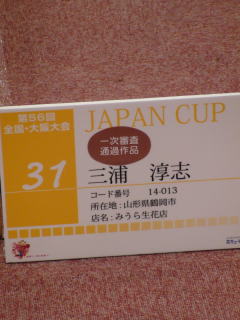 第56回
全国・大阪大会
JAPAN CUP
一次審査
通過作品
31
三浦 淳志
コード番号 14-013
所在地:山形県鶴岡市
店名:みうら生花店